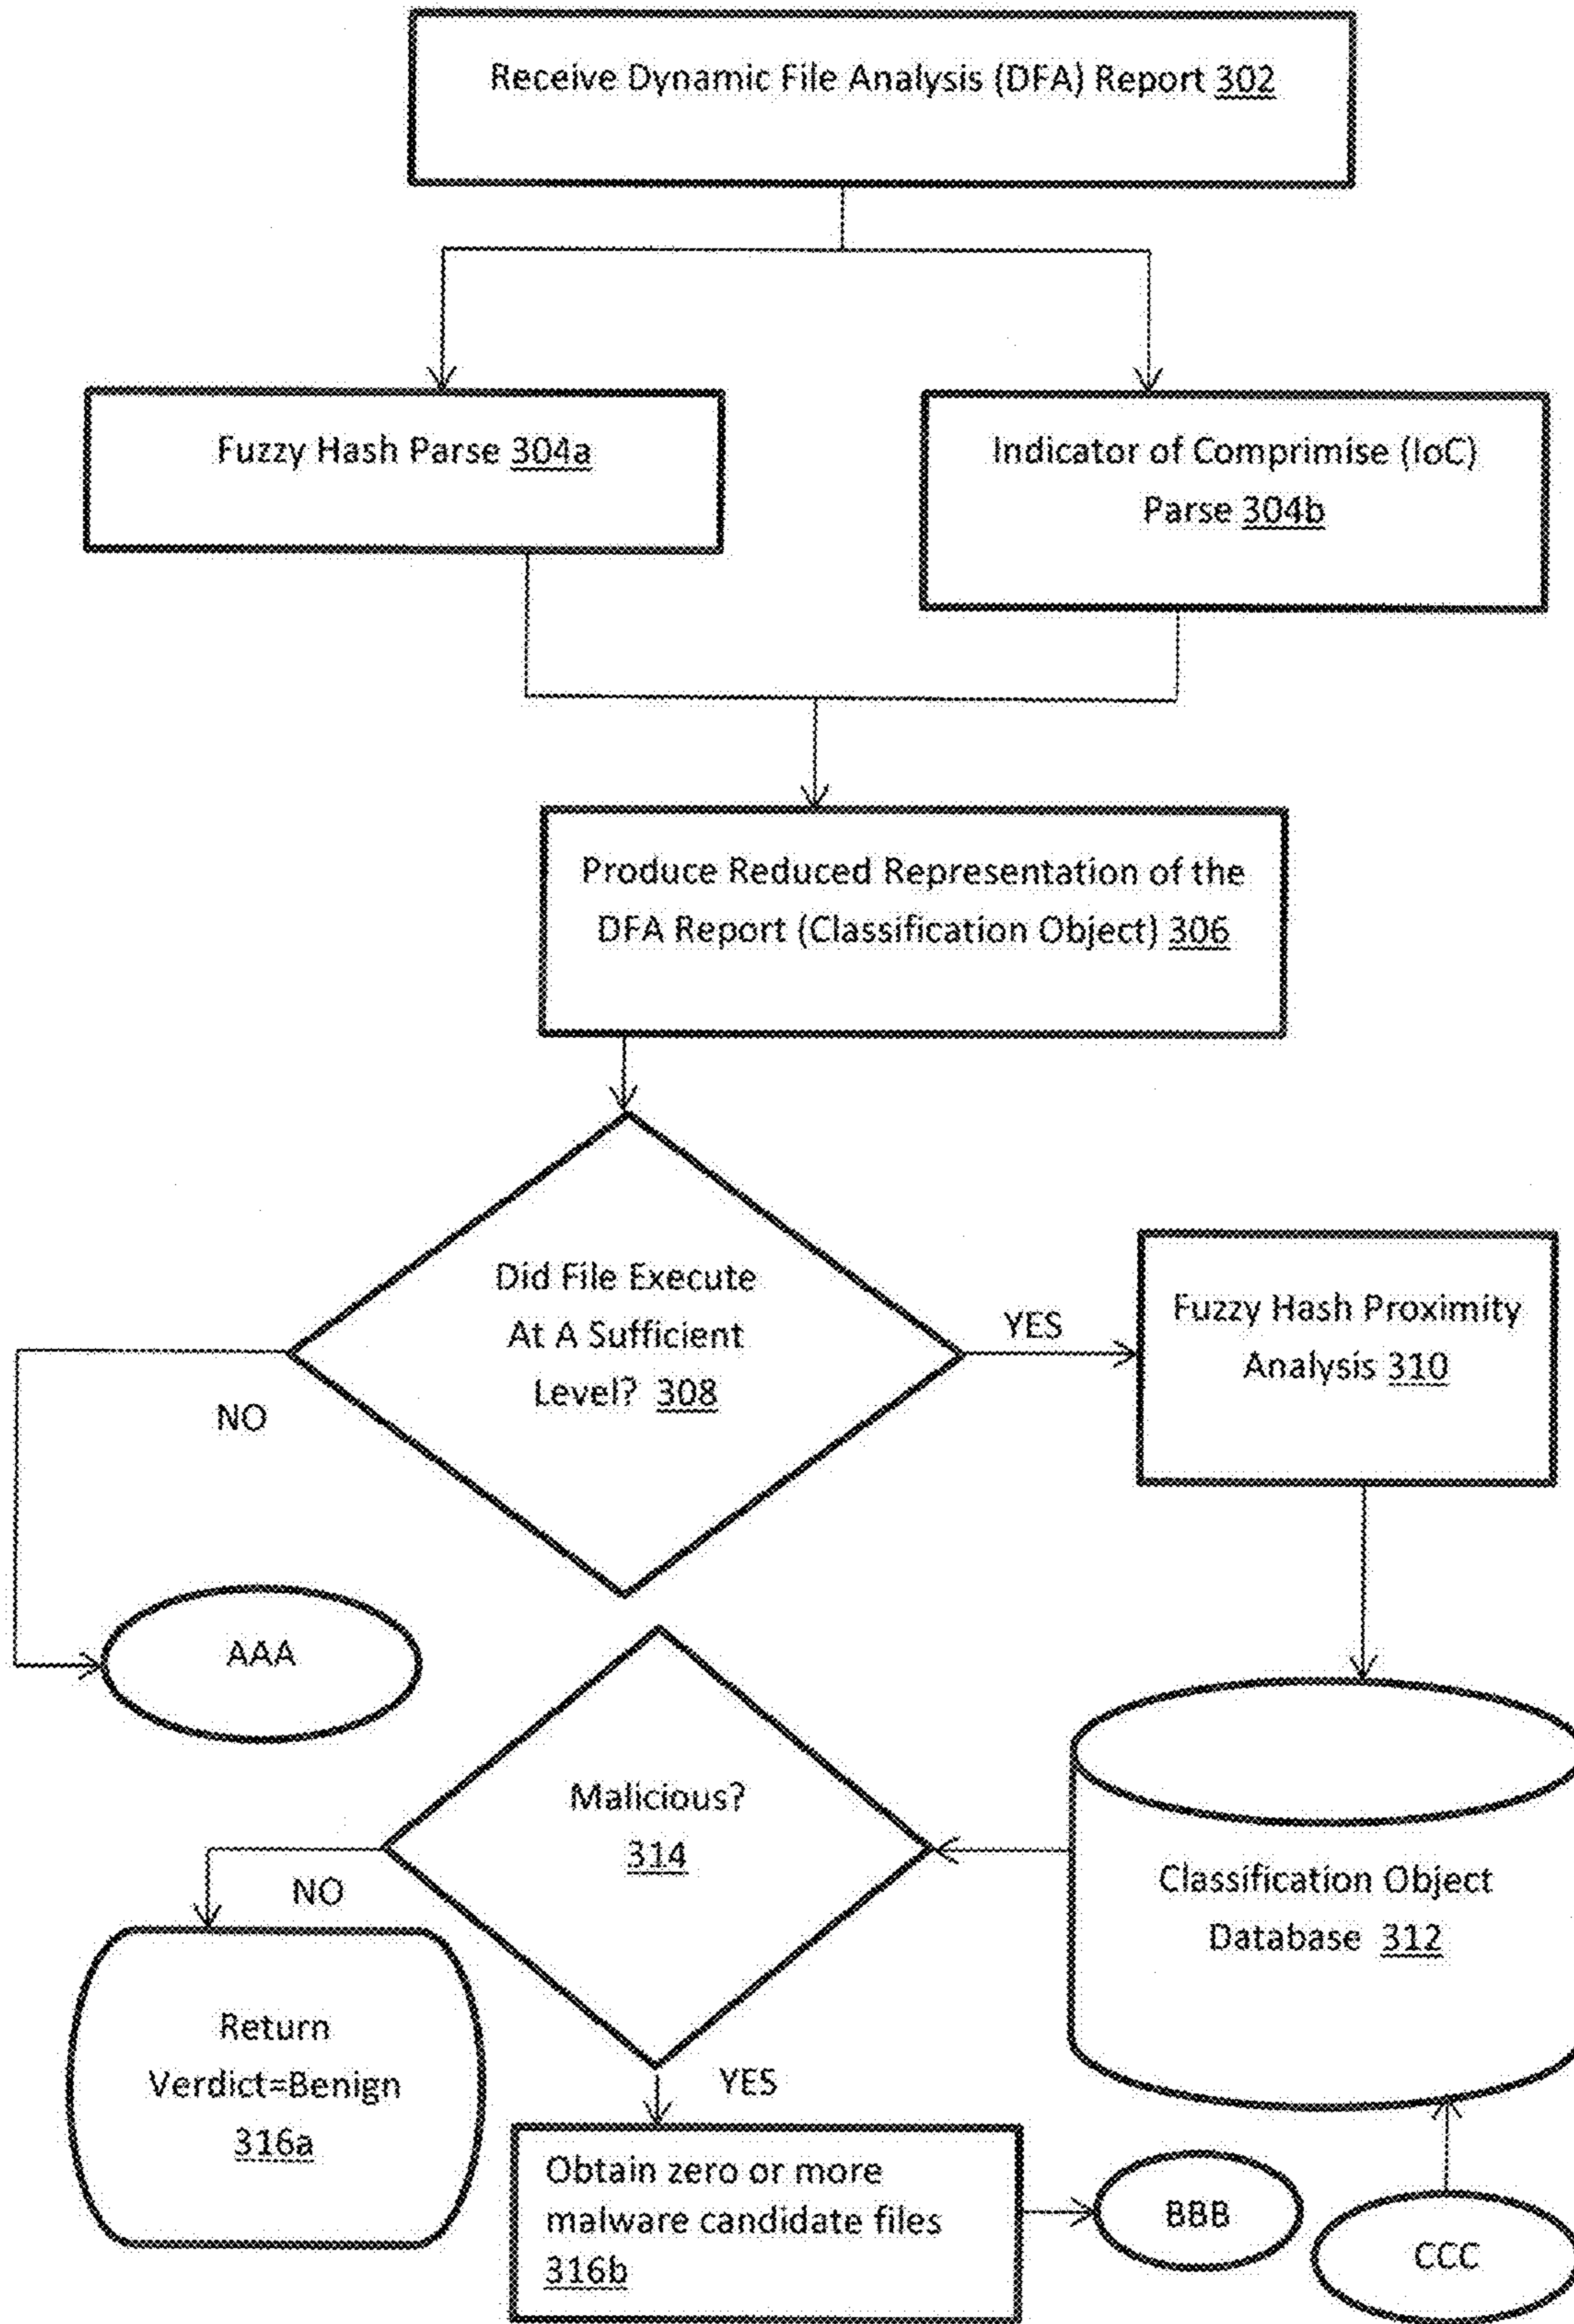 Receive Dynamic File Analysis (DFA) Report 302
Fuzzy Hash Parse 304a
Indicator of Comprimise (IoC)
Parse 304b
Produce Reduced Representation of the
DFA Report (Classification Object) 306
Did File Execute
At A Sufficient
Level? 308
YES
Fuzzy Hash Proximity
Analysis 310
NO
AAA
Malicious?
314
Classification Object
Database 312
NO
Return
Verdict=Benign
316a
YES
Obtain zero or more
malware candidate files
316b
BBB
CCC